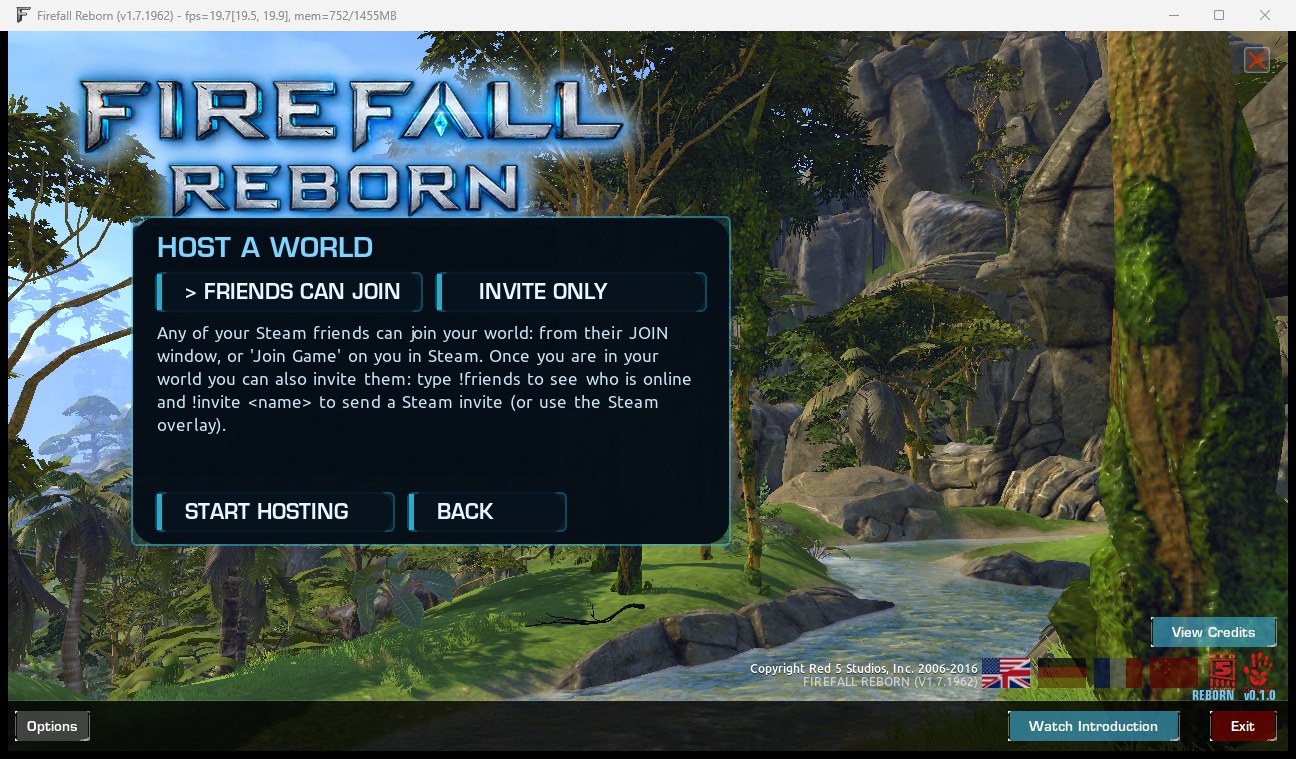 Firefall Reborn (v1.7.1962) - fps=19.7[19.5, 19.9], mem=752/1455MB
FIREFALL
REBORN
HOST A WORLD
> FRIENDS CAN JOIN
INVITE ONLY
Any of your Steam friends can join your world: from their JOIN
window, or 'Join Game' on you in Steam. Once you are in your
world you can also invite them: type !friends to see who is online
and !invite <name> to send a Steam invite (or use the Steam
overlay).
START HOSTING
BACK
View Credits
Copyright Red 5 Studios, Inc. 2006-2016
FIREFALL REBORN (V1.7.1962)
RED
5
REBORN v0.1.0
Options
Watch Introduction
Exit